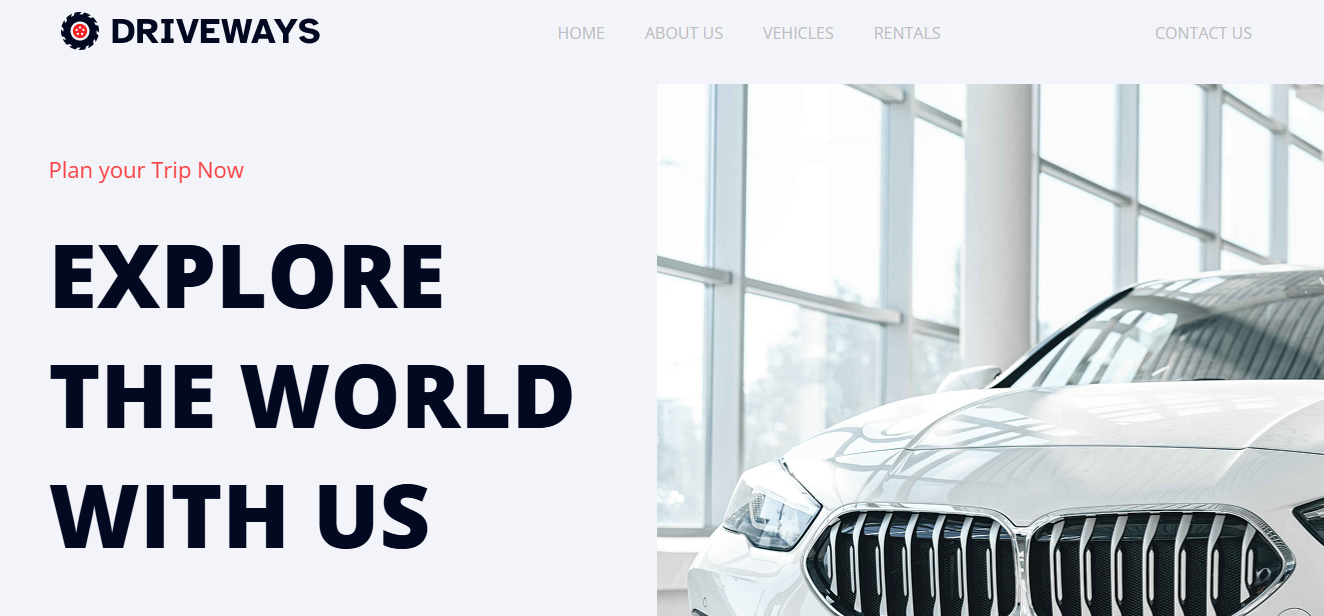 DRIVEWAYS
HOME
ABOUT US
VEHICLES
RENTALS
CONTACT US
Plan your Trip Now
EXPLORE
THE WORLD
WITH US